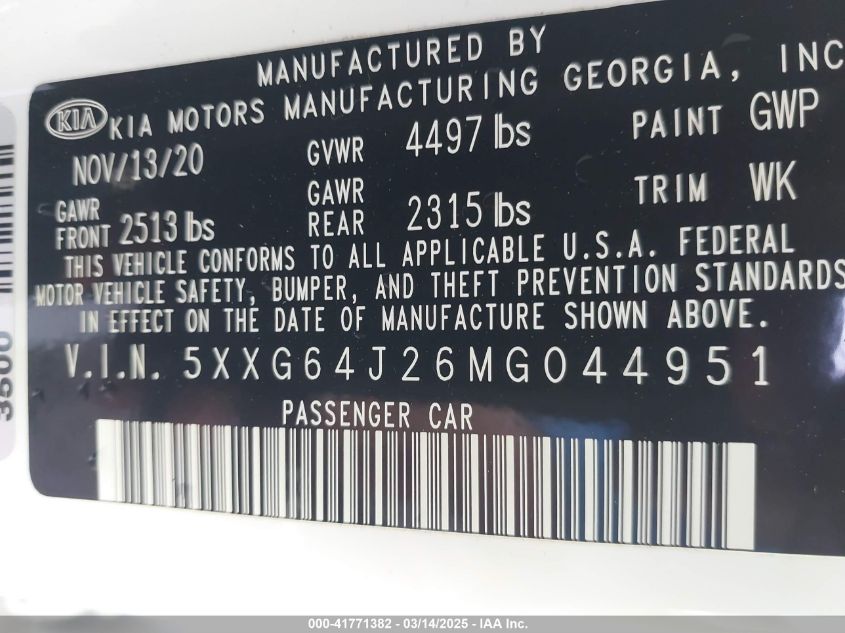 MANUFACTURED BY
KIA KIA MOTORS MANUFACTURING GEORGIA, INC
NOV/13/20 GVWR 4497 lbs PAINT GWP
GAWR FRONT 2513 lbs GAWR REAR 2315 lbs TRIM WK
THIS VEHICLE CONFORMS TO ALL APPLICABLE U.S.A. FEDERAL
MOTOR VEHICLE SAFETY, BUMPER, AND THEFT PREVENTION STANDARDS
IN EFFECT ON THE DATE OF MANUFACTURE SHOWN ABOVE.
V.I.N. 5XXG64J26MG044951
PASSENGER CAR
3500
000-41771382 - 03/14/2025 - IAA Inc.